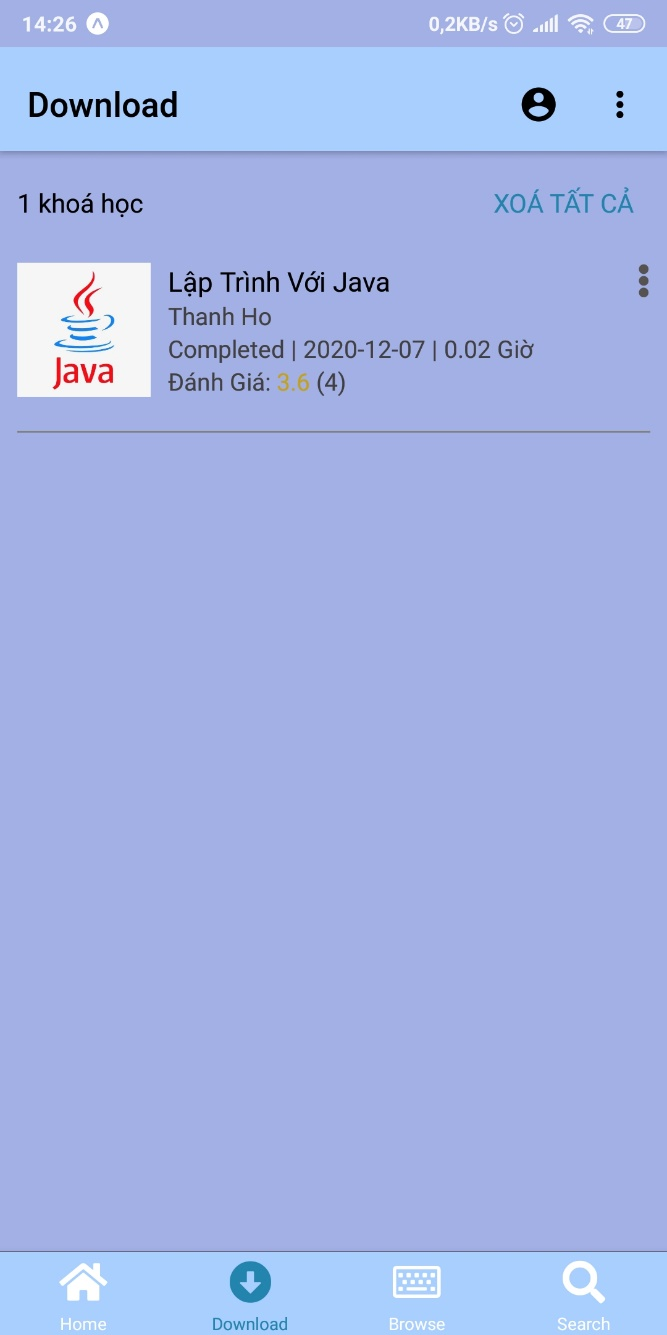 14:26 0,2KB/s 47
Download
1 khoá học XOÁ TẤT CẢ
Java
Lập Trình Với Java
Thanh Ho
Completed | 2020-12-07 | 0.02 Giờ
Đánh Giá: 3.6 (4)
Home Download Browse Search